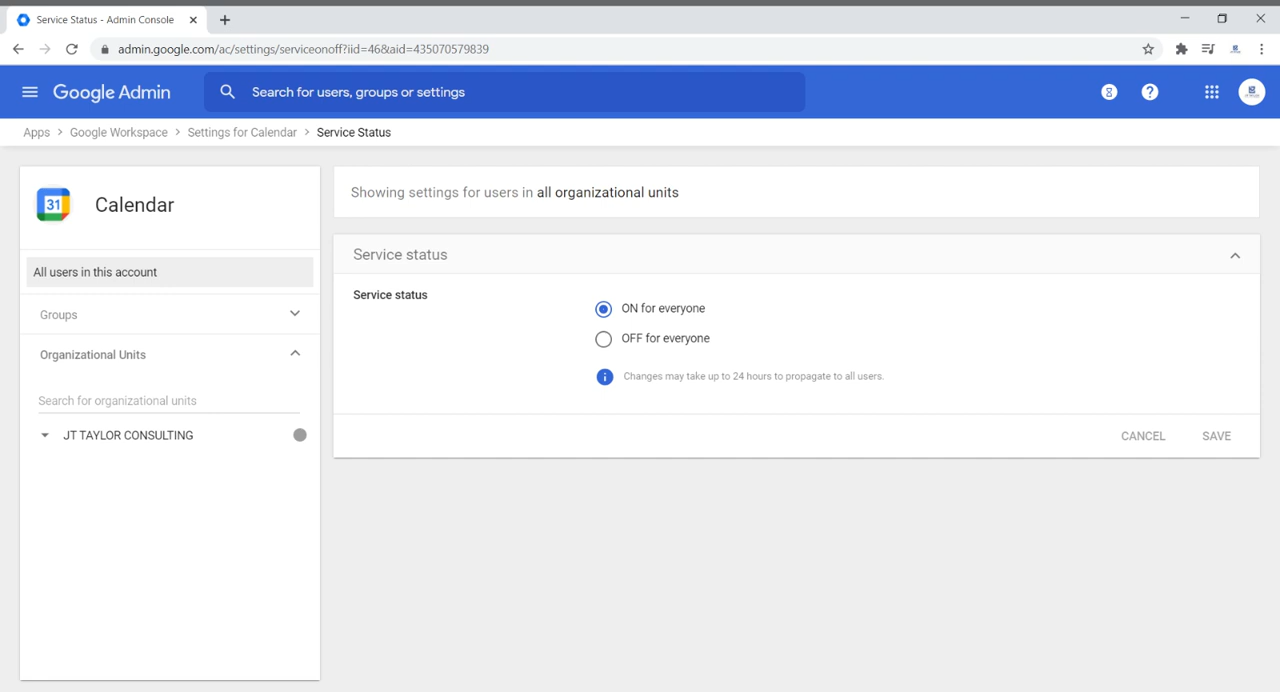 Service Status - Admin Console
admin.google.com/ac/settings/serviceonoff?iid=46&aid=435070579839
Google Admin
Search for users, groups or settings
Apps > Google Workspace > Settings for Calendar > Service Status
31
Calendar
Showing settings for users in all organizational units
All users in this account
Groups
Organizational Units
Search for organizational units
JT TAYLOR CONSULTING
Service status
Service status
ON for everyone
OFF for everyone
Changes may take up to 24 hours to propagate to all users.
CANCEL
SAVE